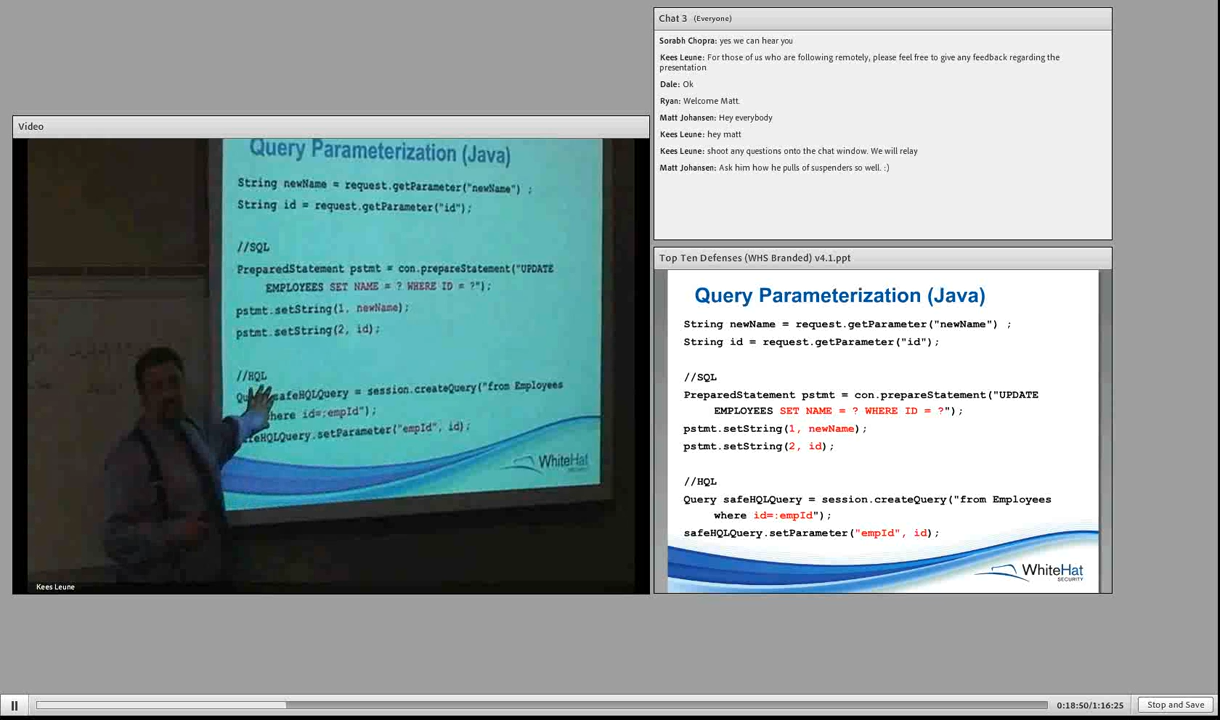 Chat 3 (Everyone)
Sorabh Chopra: yes we can hear you
Kees Leune: For those of us who are following remotely, please feel free to give any feedback regarding the
presentation
Dale: Ok
Ryan: Welcome Matt.
Matt Johansen: Hey everybody
Kees Leune: hey matt
Kees Leune: shoot any questions onto the chat window. We will relay
Matt Johansen: Ask him how he pulls of suspenders so well. :)
Video
Query Parameterization (Java)
String newName = request.getParameter("newName") ;
String id = request.getParameter("id");
//SQL
PreparedStatement pstmt = con.prepareStatement("UPDATE
EMPLOYEES SET NAME = ? WHERE ID = ?");
pstmt.setString(1, newName);
pstmt.setString(2, id);
//HQL
safeHQLQuery = session.createQuery("from Employees
where id=:empId");
safeHQLQuery.setParameter("empId", id);
WhiteHat
Kees Leune
Top Ten Defenses (WHS Branded) v4.1.ppt
Query Parameterization (Java)
String newName = request.getParameter("newName") ;
String id = request.getParameter("id");
//SQL
PreparedStatement pstmt = con.prepareStatement("UPDATE
EMPLOYEES SET NAME = ? WHERE ID = ?");
pstmt.setString(1, newName);
pstmt.setString(2, id);
//HQL
Query safeHQLQuery = session.createQuery("from Employees
where id=:empId");
safeHQLQuery.setParameter("empId", id);
WhiteHat
SECURITY
0:18:50/1:16:25
Stop and Save